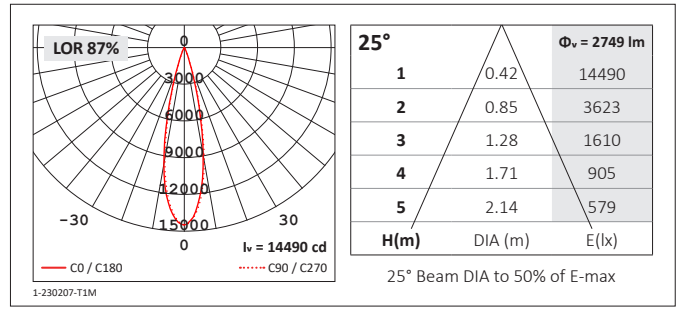 LOR 87%
0
3000
6000
9000
12000
15000
-30
30
0
Iᵥ = 14490 cd
C0 / C180
C90 / C270
1-230207-T1M
25°
Φᵥ = 2749 lm
1 0.42 14490
2 0.85 3623
3 1.28 1610
4 1.71 905
5 2.14 579
H(m) DIA (m) E(lx)
25° Beam DIA to 50% of E-max